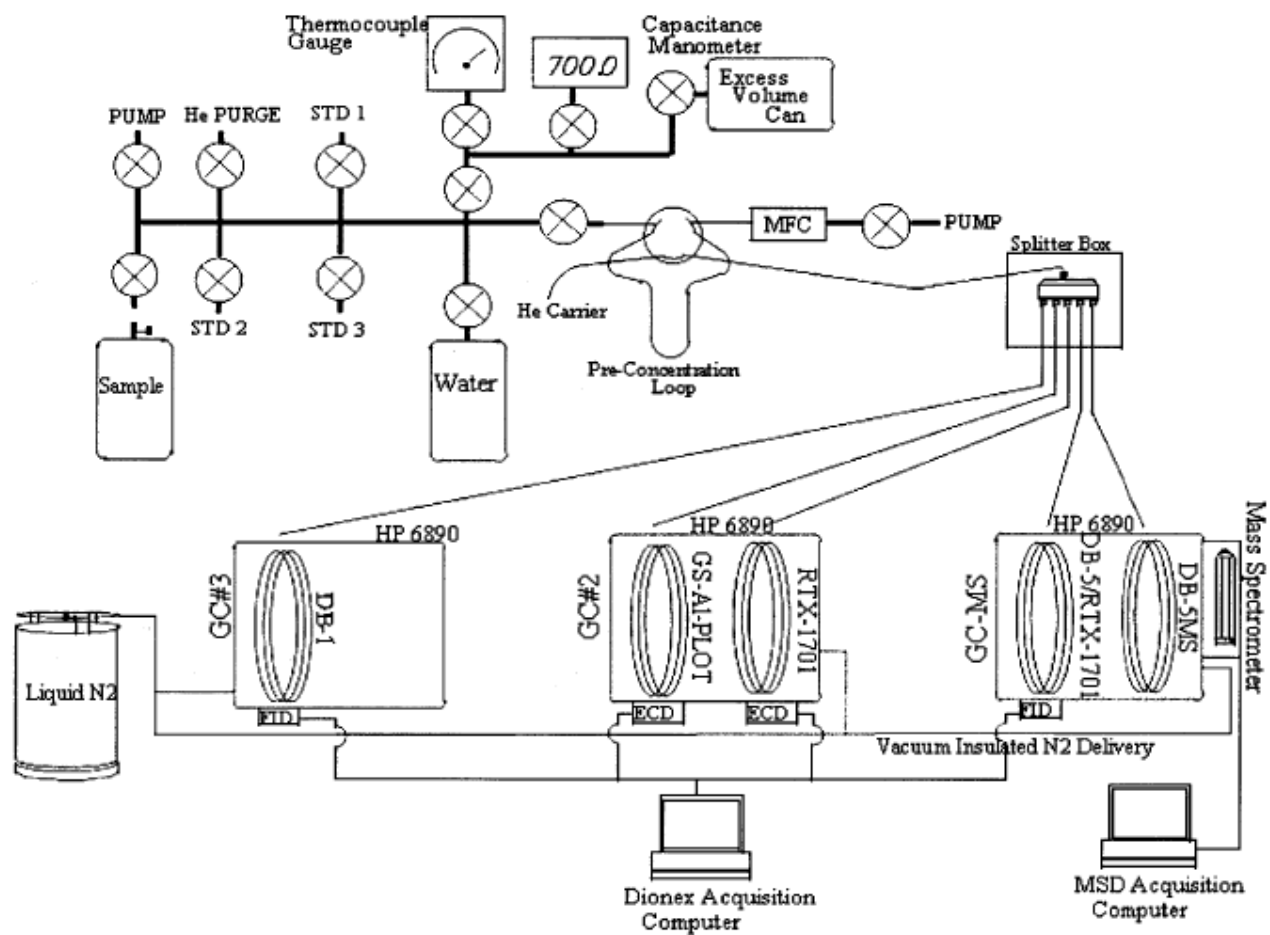 Thermocouple
Gauge
700Ω
Capacitance
Manometer
Excess
Volume
Can
PUMP
He PURGE
STD 1
MFC
PUMP
Splitter Box
STD 2
STD 3
He Carrier
Pre-Concentration
Loop
Sample
Water
HP 6890
GC#3
DB-1
FID
HP 6890
GC#2
GS-A1-PLOT
RTX-1701
ECD
ECD
HP 6890
GC-MS
DB-5/RTX-1701
DB-5MS
FID
Mass Spectrometer
Liquid N2
Vacuum Insulated N2 Delivery
Dionex Acquisition
Computer
MSD Acquisition
Computer